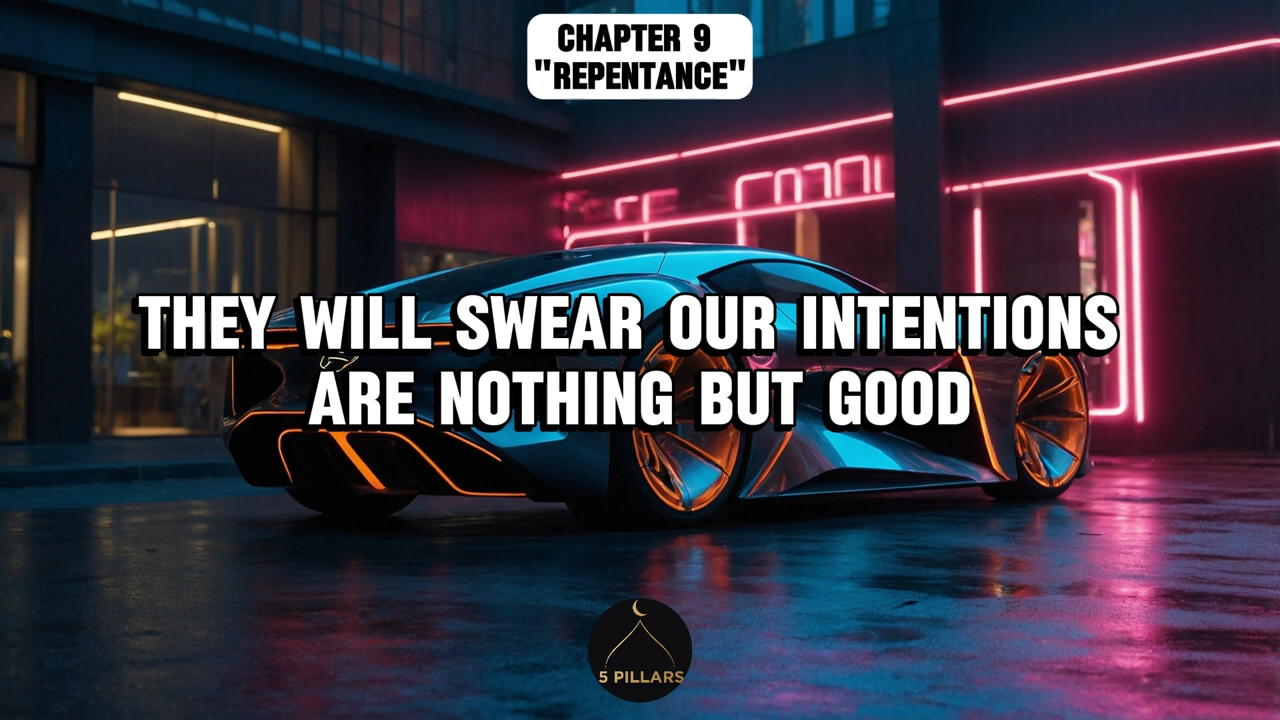 CHAPTER 9
"REPENTANCE"
THEY WILL SWEAR OUR INTENTIONS
ARE NOTHING BUT GOOD
5 PILLARS